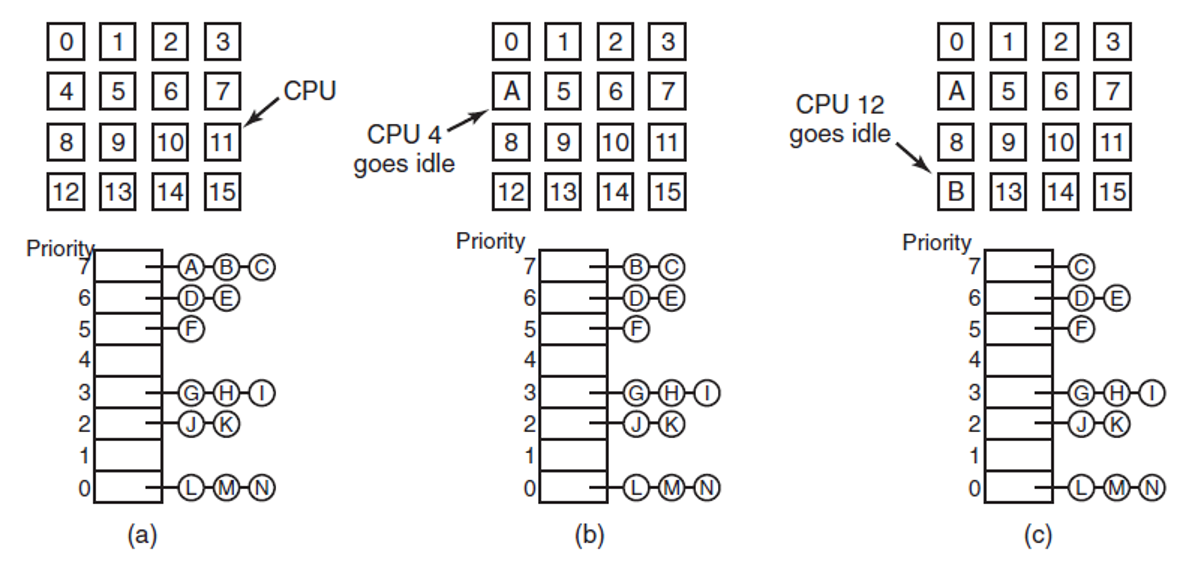 0 1 2 3
4 5 6 7
CPU
8 9 10 11
12 13 14 15
Priority
7 A B C
6 D E
5 F
4
3 G H I
2 J K
1
0 L M N
(a)
0 1 2 3
A 5 6 7
CPU 4
goes idle
8 9 10 11
12 13 14 15
Priority
7 B C
6 D E
5 F
4
3 G H I
2 J K
1
0 L M N
(b)
0 1 2 3
A 5 6 7
CPU 12
goes idle
8 9 10 11
B 13 14 15
Priority
7 C
6 D E
5 F
4
3 G H I
2 J K
1
0 L M N
(c)